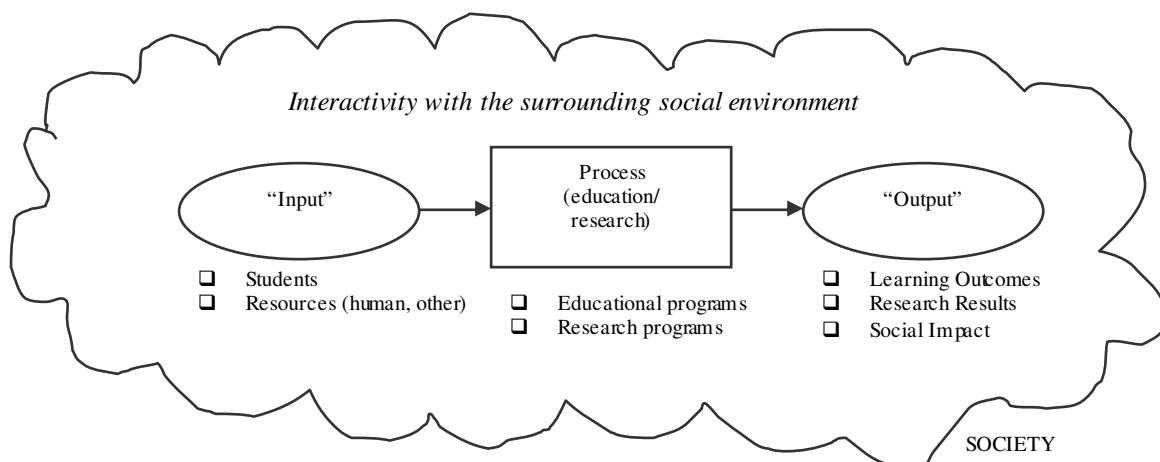 Interactivity with the surrounding social environment
“Input”
Process
(education/
research)
“Output”
❑ Students
❑ Resources (human, other)
❑ Educational programs
❑ Research programs
❑ Learning Outcomes
❑ Research Results
❑ Social Impact
SOCIETY